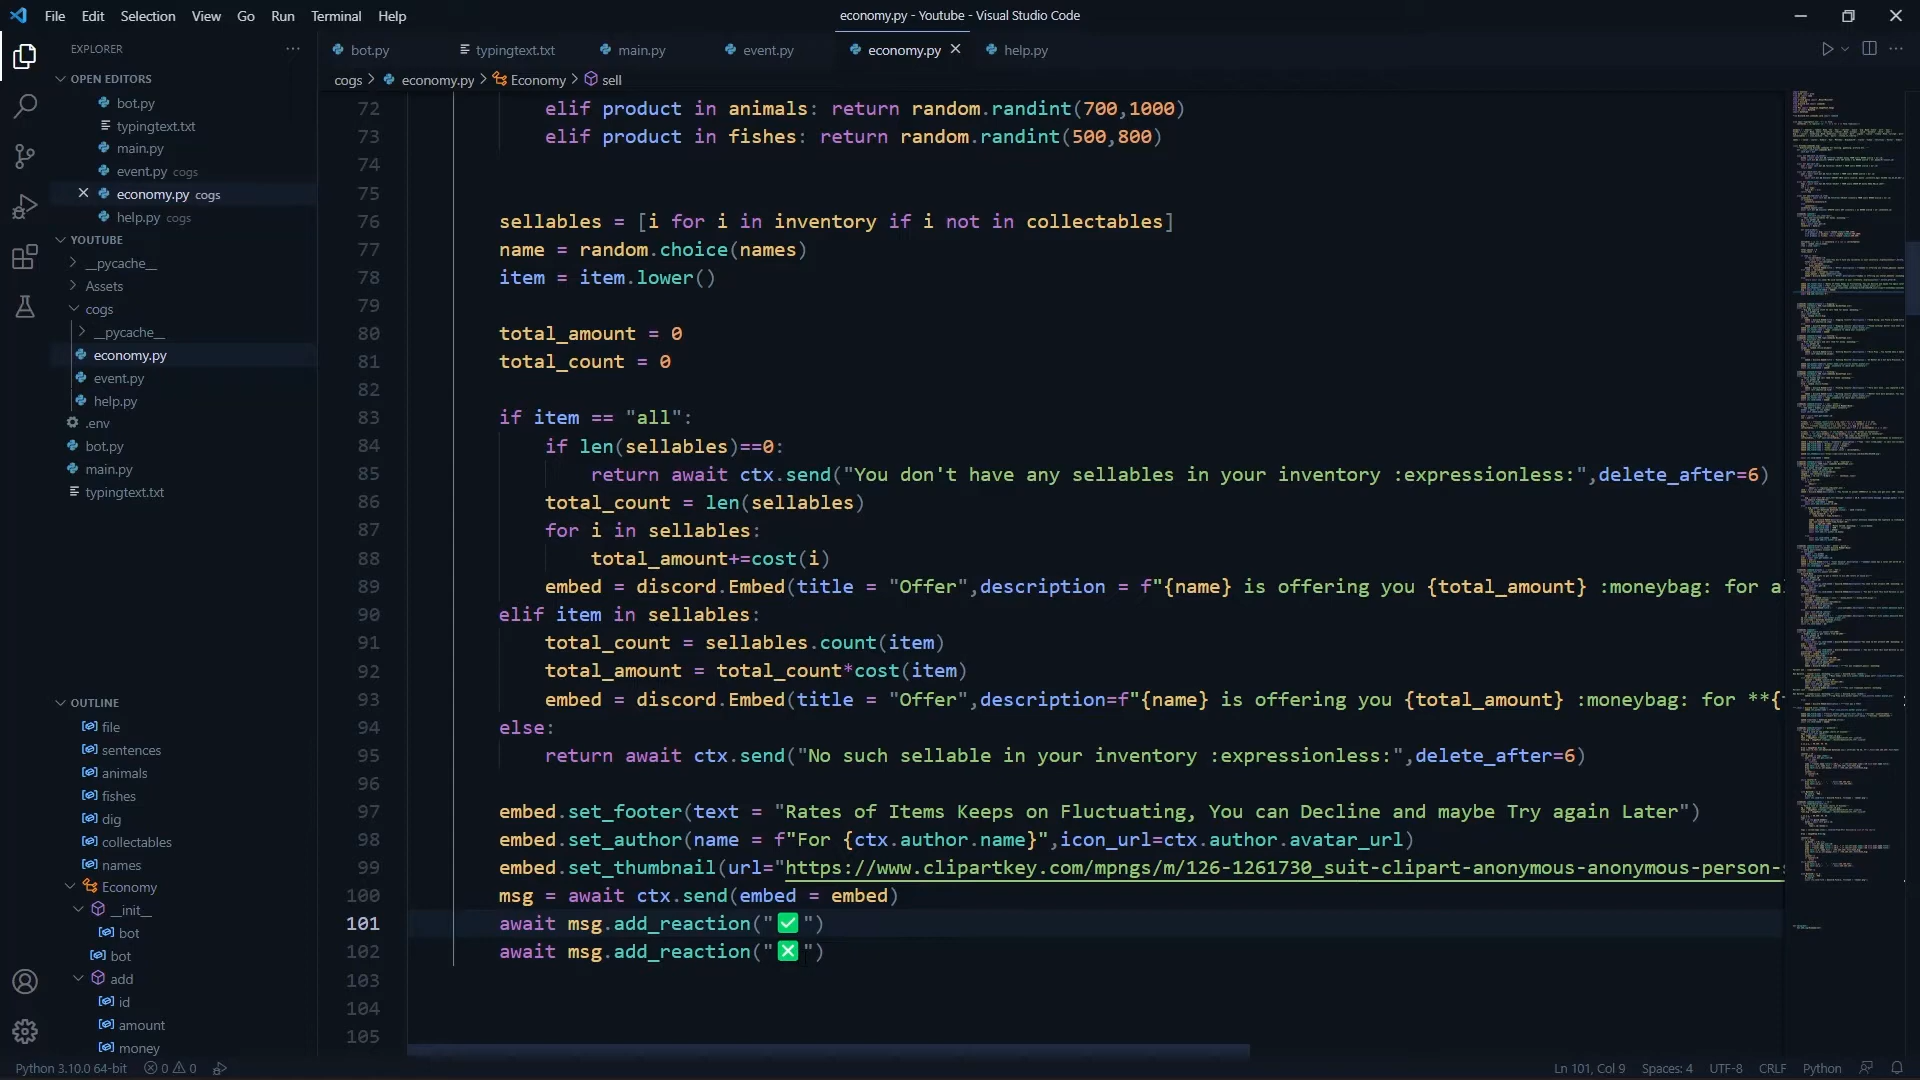 File Edit Selection View Go Run Terminal Help
economy.py - Youtube - Visual Studio Code
EXPLORER
OPEN EDITORS
bot.py
typingtext.txt
main.py
event.py cogs
economy.py cogs
help.py cogs
YOUTUBE
__pycache__
Assets
cogs
__pycache__
economy.py
event.py
help.py
.env
bot.py
main.py
typingtext.txt
OUTLINE
file
sentences
animals
fishes
dig
collectables
names
Economy
__init__
bot
bot
add
id
amount
money
bot.py typingtext.txt main.py event.py economy.py help.py
cogs > economy.py > Economy > sell
72 elif product in animals: return random.randint(700,1000)
73 elif product in fishes: return random.randint(500,800)
74
75
76 sellables = [i for i in inventory if i not in collectables]
77 name = random.choice(names)
78 item = item.lower()
79
80 total_amount = 0
81 total_count = 0
82
83 if item == "all":
84 if len(sellables)==0:
85 return await ctx.send("You don't have any sellables in your inventory :expressionless:",delete_after=6)
86 total_count = len(sellables)
87 for i in sellables:
88 total_amount+=cost(i)
89 embed = discord.Embed(title = "Offer",description = f"{name} is offering you {total_amount} :moneybag: for a
90 elif item in sellables:
91 total_count = sellables.count(item)
92 total_amount = total_count*cost(item)
93 embed = discord.Embed(title = "Offer",description=f"{name} is offering you {total_amount} :moneybag: for **{
94 else:
95 return await ctx.send("No such sellable in your inventory :expressionless:",delete_after=6)
96
97 embed.set_footer(text = "Rates of Items Keeps on Fluctuating, You can Decline and maybe Try again Later")
98 embed.set_author(name = f"For {ctx.author.name}",icon_url=ctx.author.avatar_url)
99 embed.set_thumbnail(url="https://www.clipartkey.com/mpngs/m/126-1261730_suit-clipart-anonymous-anonymous-person-
100 msg = await ctx.send(embed = embed)
101 await msg.add_reaction("✅")
102 await msg.add_reaction("❎")
103
104
105
Python 3.10.0 64-bit 0 0 Ln 101, Col 9 Spaces: 4 UTF-8 CRLF Python